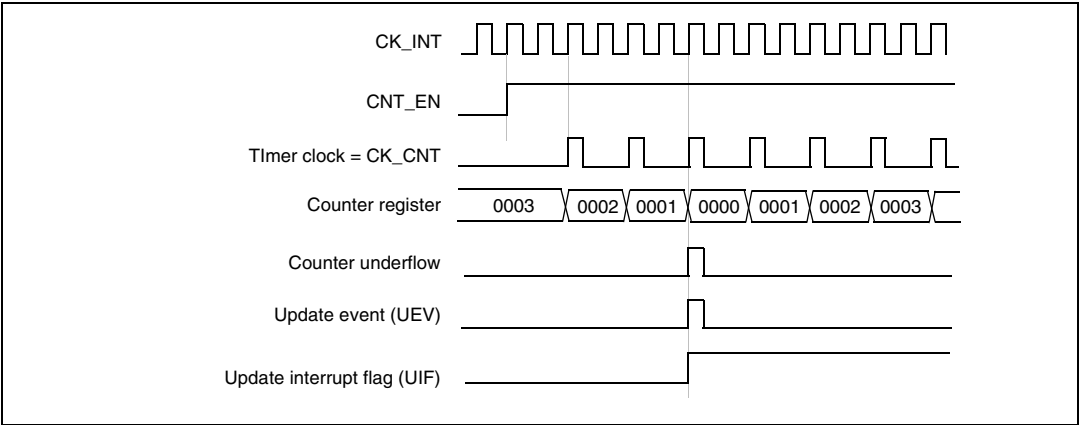 CK_INT
CNT_EN
TImer clock = CK_CNT
Counter register 0003 0002 0001 0000 0001 0002 0003
Counter underflow
Update event (UEV)
Update interrupt flag (UIF)